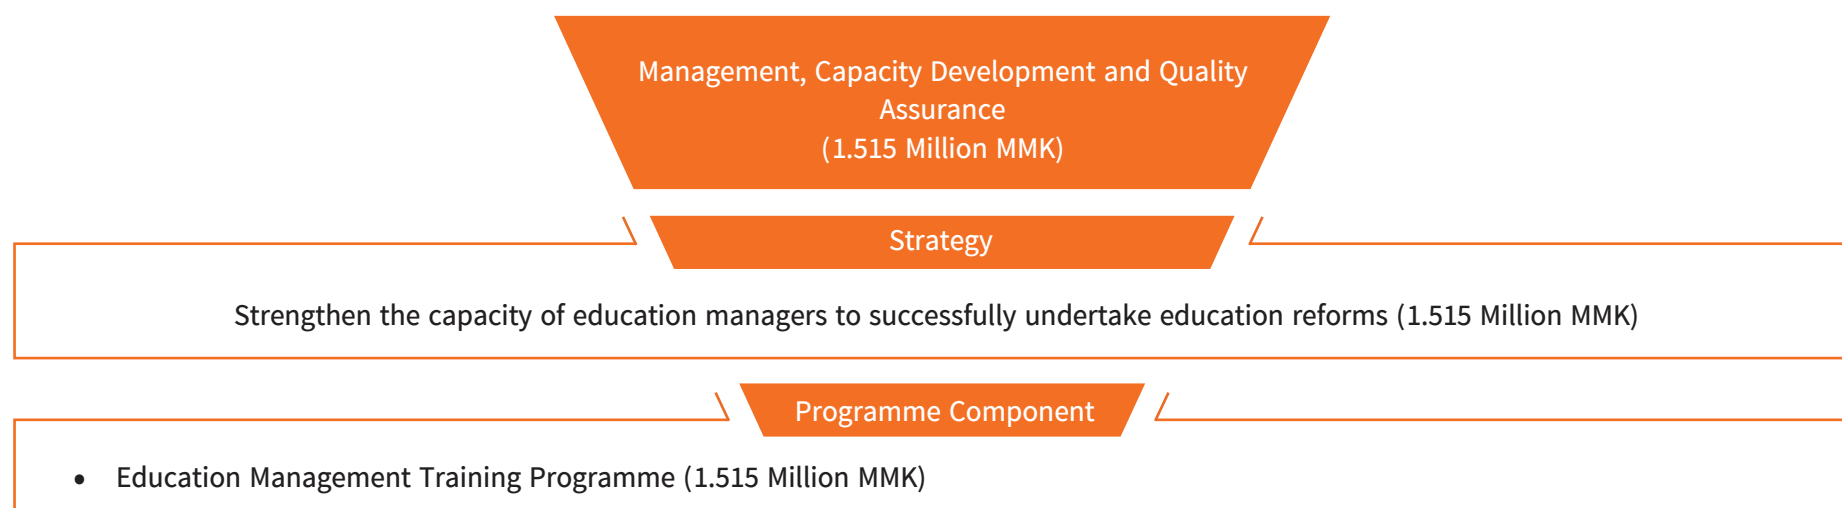 Management, Capacity Development and Quality
Assurance
(1.515 Million MMK)
Strategy
Strengthen the capacity of education managers to successfully undertake education reforms (1.515 Million MMK)
Programme Component
• Education Management Training Programme (1.515 Million MMK)